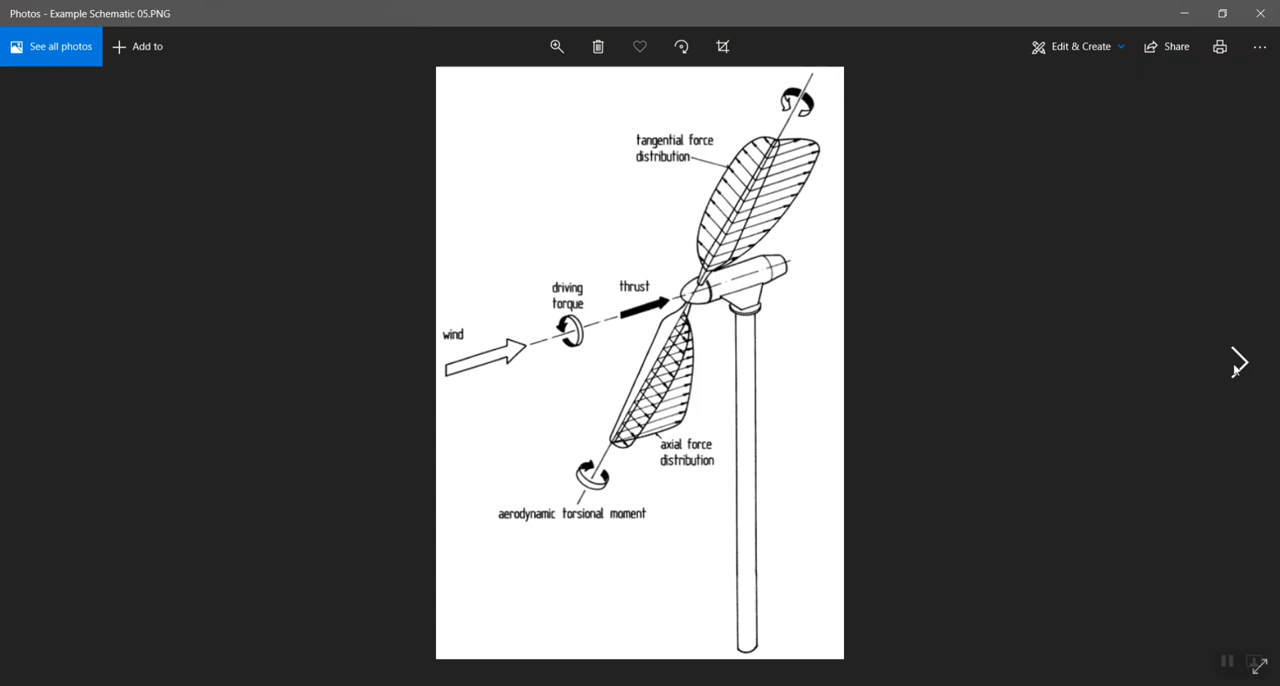 Photos - Example Schematic 05.PNG
See all photos
Add to
Edit & Create
Share
tangential force
distribution
driving
torque
thrust
wind
axial force
distribution
aerodynamic torsional moment